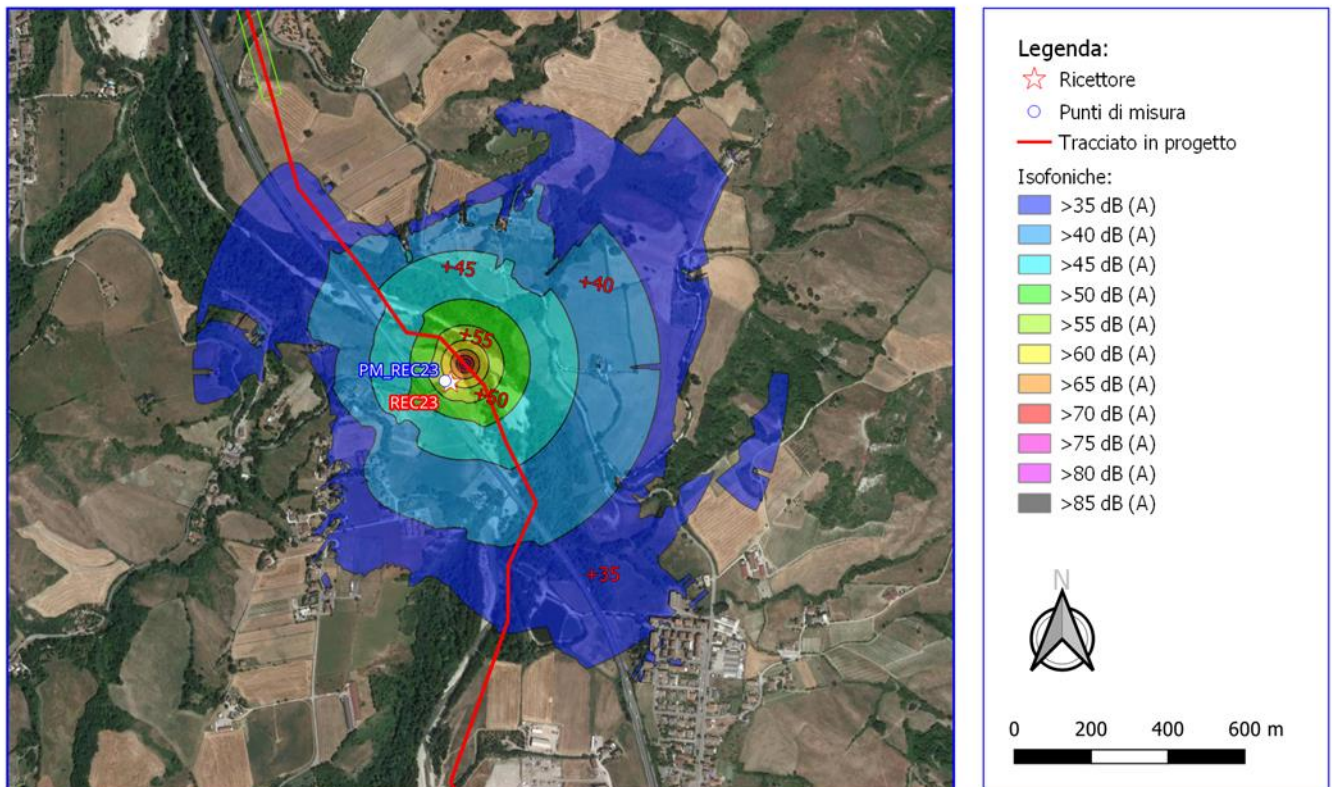 +45
+40
+55
PM_REC23
REC23
+50
+35
Legenda:
Ricettore
Punti di misura
Tracciato in progetto
Isofoniche:
>35 dB (A)
>40 dB (A)
>45 dB (A)
>50 dB (A)
>55 dB (A)
>60 dB (A)
>65 dB (A)
>70 dB (A)
>75 dB (A)
>80 dB (A)
>85 dB (A)
N
0 200 400 600 m